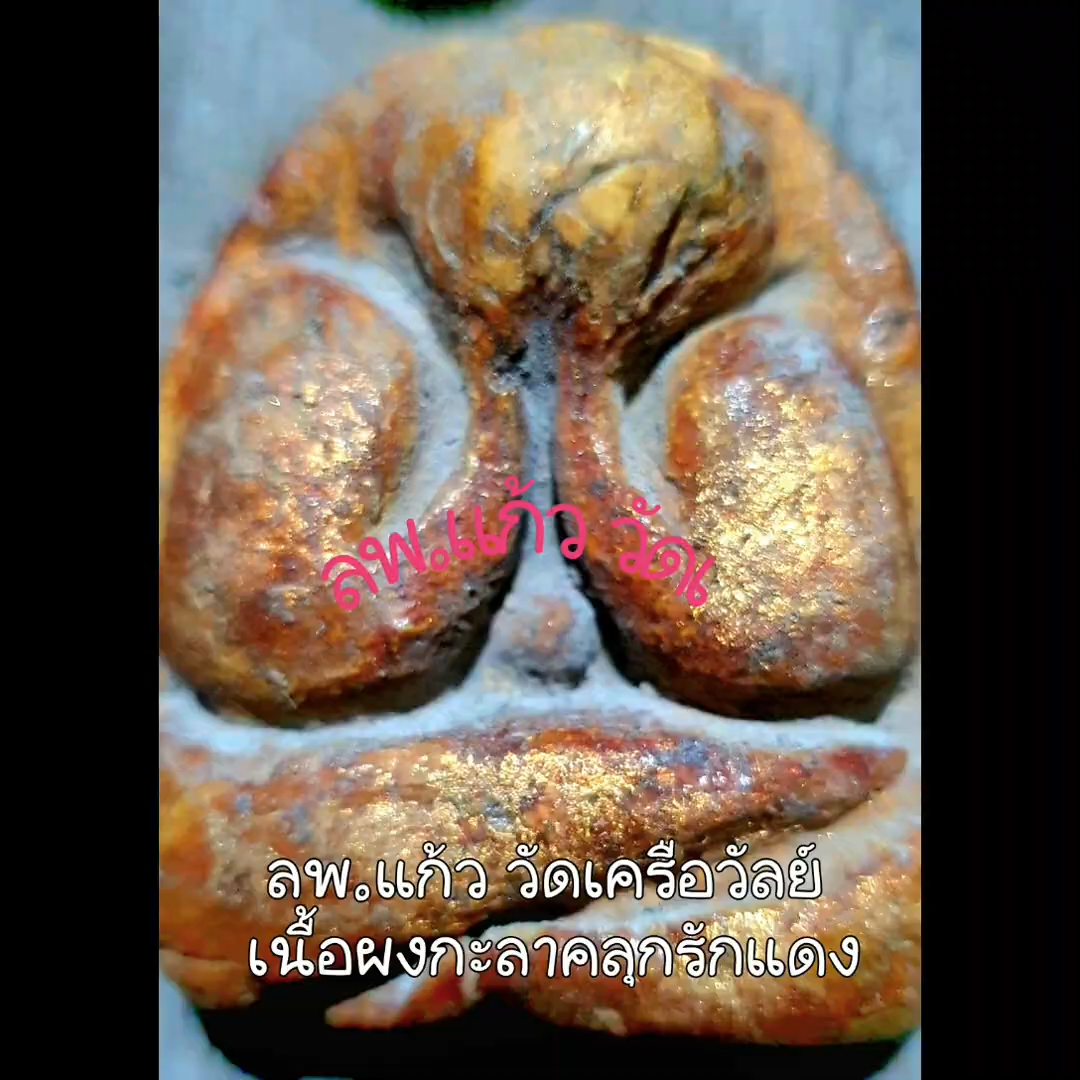 ลพ.แก้ว วัดเ
ลพ.แก้ว วัดเครือวัลย์
เนื้อผงกะลาคลุกรักแดง